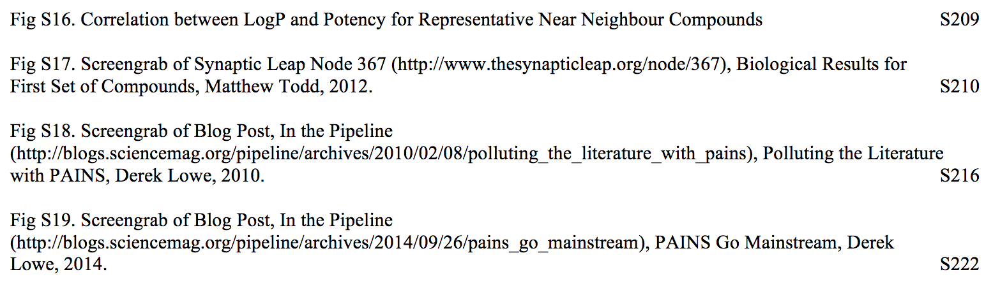 Fig S16. Correlation between LogP and Potency for Representative Near Neighbour Compounds S209
Fig S17. Screengrab of Synaptic Leap Node 367 (http://www.thesynapticleap.org/node/367), Biological Results for
First Set of Compounds, Matthew Todd, 2012. S210
Fig S18. Screengrab of Blog Post, In the Pipeline
(http://blogs.sciencemag.org/pipeline/archives/2010/02/08/polluting_the_literature_with_pains), Polluting the Literature
with PAINS, Derek Lowe, 2010. S216
Fig S19. Screengrab of Blog Post, In the Pipeline
(http://blogs.sciencemag.org/pipeline/archives/2014/09/26/pains_go_mainstream), PAINS Go Mainstream, Derek
Lowe, 2014. S222